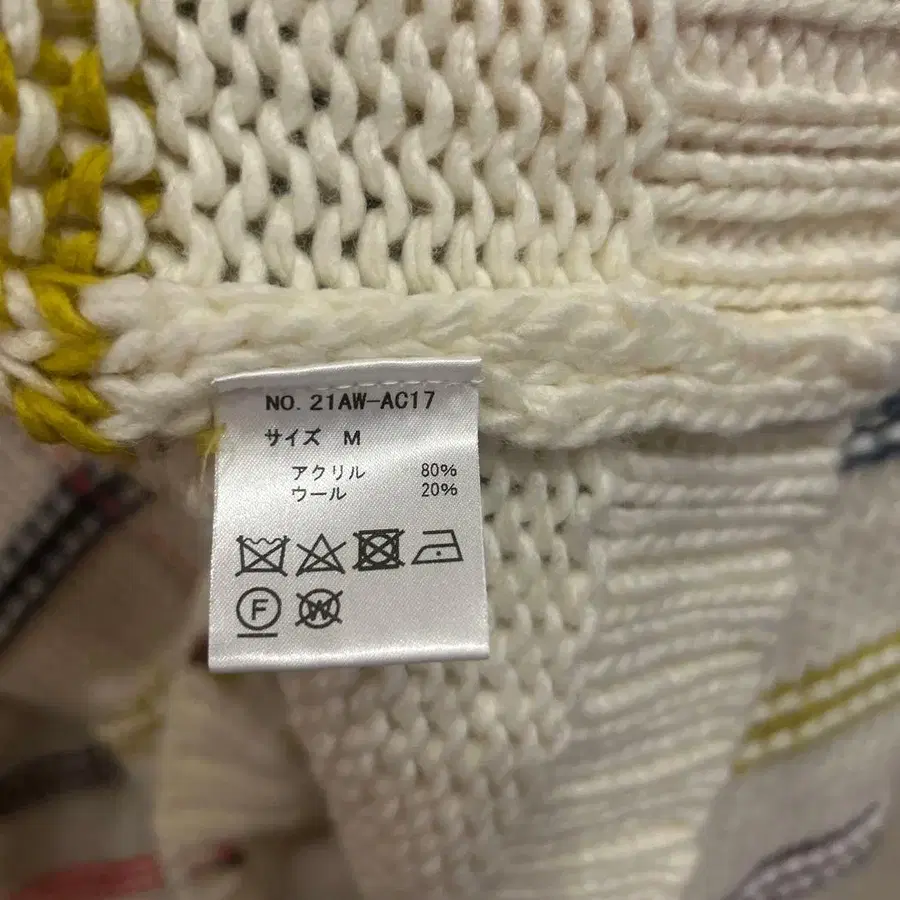 NO. 21AW-AC17
サイズ M
アクリル 80%
ウール 20%
F W